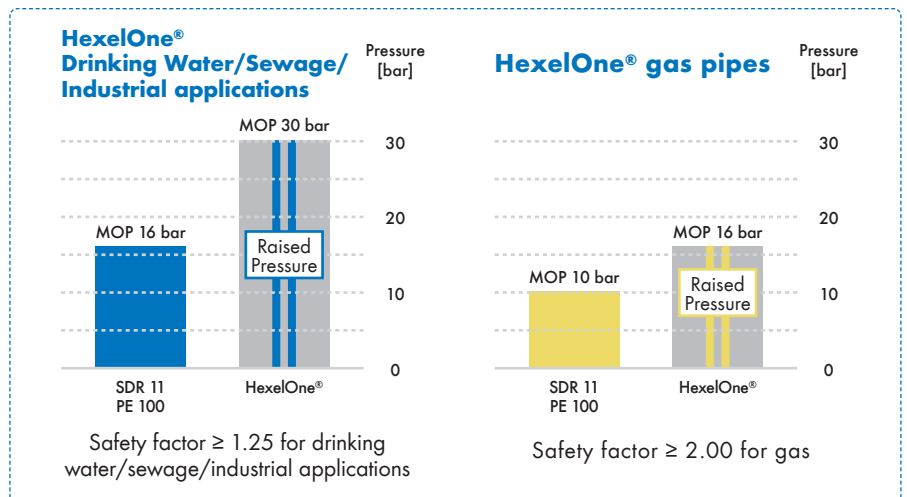 HexelOne®
Drinking Water/Sewage/
Industrial applications
Pressure
[bar]
MOP 30 bar
30
MOP 16 bar
20
Raised
Pressure
10
0
SDR 11
PE 100
HexelOne®
Safety factor ≥ 1.25 for drinking
water/sewage/industrial applications
HexelOne® gas pipes
Pressure
[bar]
30
MOP 16 bar
20
MOP 10 bar
Raised
Pressure
10
0
SDR 11
PE 100
HexelOne®
Safety factor ≥ 2.00 for gas